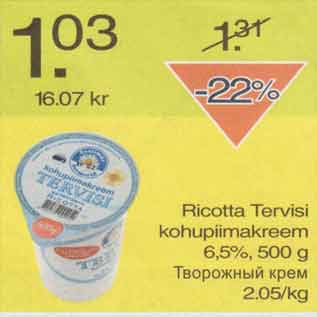 1.03
1.31
16.07 kr
-22%
kohupiimakreem
TERVISI
RICOTTA
Ricotta Tervisi
kohupiimakreem
6,5%, 500 g
Творожный крем
2.05/kg